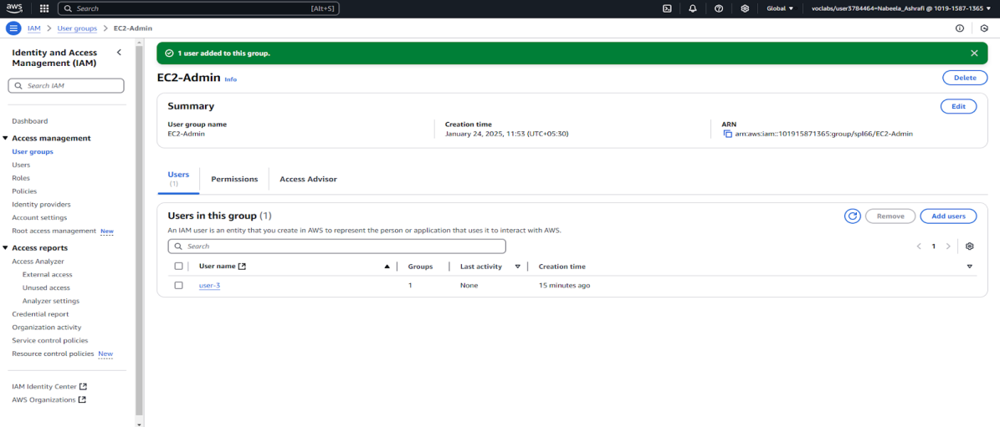 aws Search [Alt+S] Global voclabs/user3784464=Nabeela_Ashrafi @ 1019-1587-1365
IAM > User groups > EC2-Admin
Identity and Access
Management (IAM)
Search IAM
Dashboard
Access management
User groups
Users
Roles
Policies
Identity providers
Account settings
Root access management New
Access reports
Access Analyzer
External access
Unused access
Analyzer settings
Credential report
Organization activity
Service control policies
Resource control policies New
IAM Identity Center
AWS Organizations
1 user added to this group.
EC2-Admin Info
Delete
Summary
Edit
User group name
EC2-Admin
Creation time
January 24, 2025, 11:53 (UTC+05:30)
ARN
arn:aws:iam::101915871365:group/spl66/EC2-Admin
Users
(1)
Permissions
Access Advisor
Users in this group (1)
Remove
Add users
An IAM user is an entity that you create in AWS to represent the person or application that uses it to interact with AWS.
Search
1
User name Groups Last activity Creation time
user-3 1 None 15 minutes ago